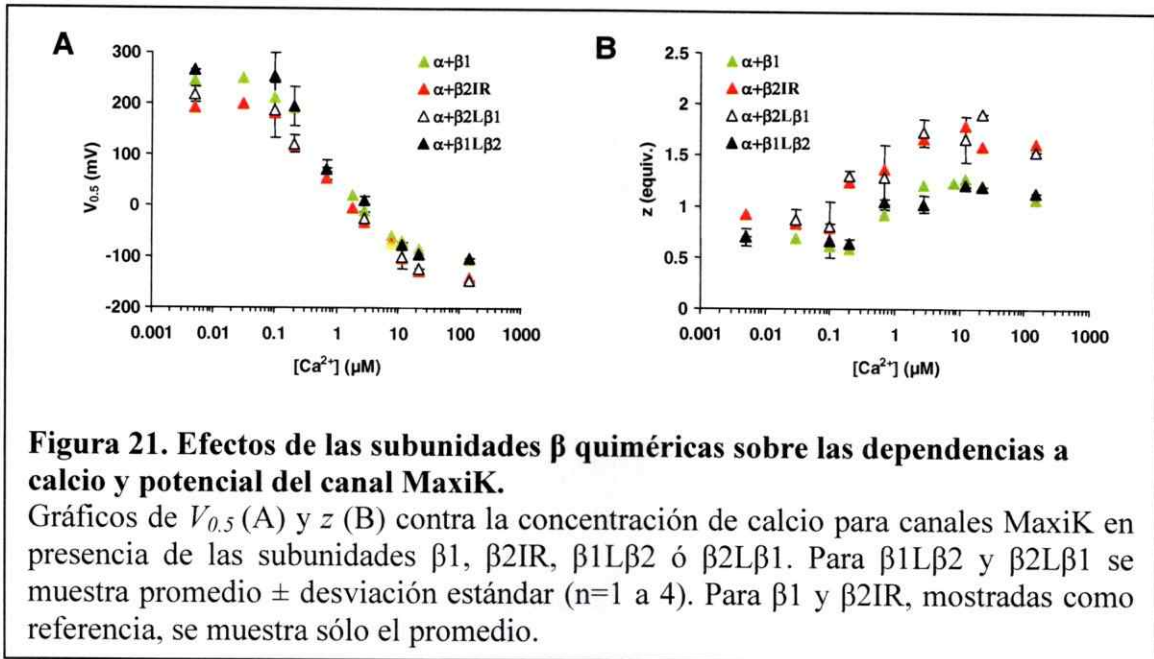 A
300
200
100
0
-100
-200
V0.5 (mV)
α+β1
α+β2IR
α+β2Lβ1
α+β1Lβ2
0.001 0.01 0.1 1 10 100 1000
[Ca2+] (µM)
B
2.5
2
1.5
1
0.5
0
z (equiv.)
α+β1
α+β2IR
α+β2Lβ1
α+β1Lβ2
0.001 0.01 0.1 1 10 100 1000
[Ca2+] (µM)
Figura 21. Efectos de las subunidades β quiméricas sobre las dependencias a
calcio y potencial del canal MaxiK.
Gráficos de V0.5 (A) y z (B) contra la concentración de calcio para canales MaxiK en
presencia de las subunidades β1, β2IR, β1Lβ2 ó β2Lβ1. Para β1Lβ2 y β2Lβ1 se
muestra promedio ± desviación estándar (n=1 a 4). Para β1 y β2IR, mostradas como
referencia, se muestra sólo el promedio.